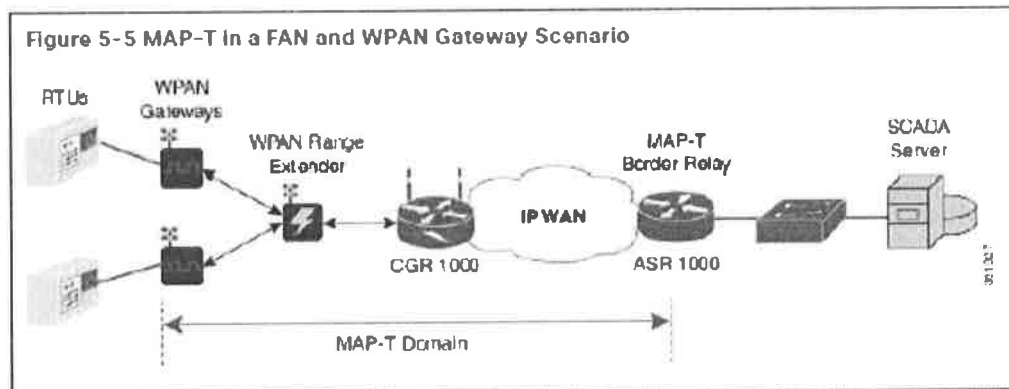 Figure 5-5 MAP-T in a FAN and WPAN Gateway Scenario
RTUs
WPAN
Gateways
WPAN Range
Extender
MAP-T
Border Relay
SCADA
Server
IP WAN
CGR 1000
ASR 1000
MAP-T Domain